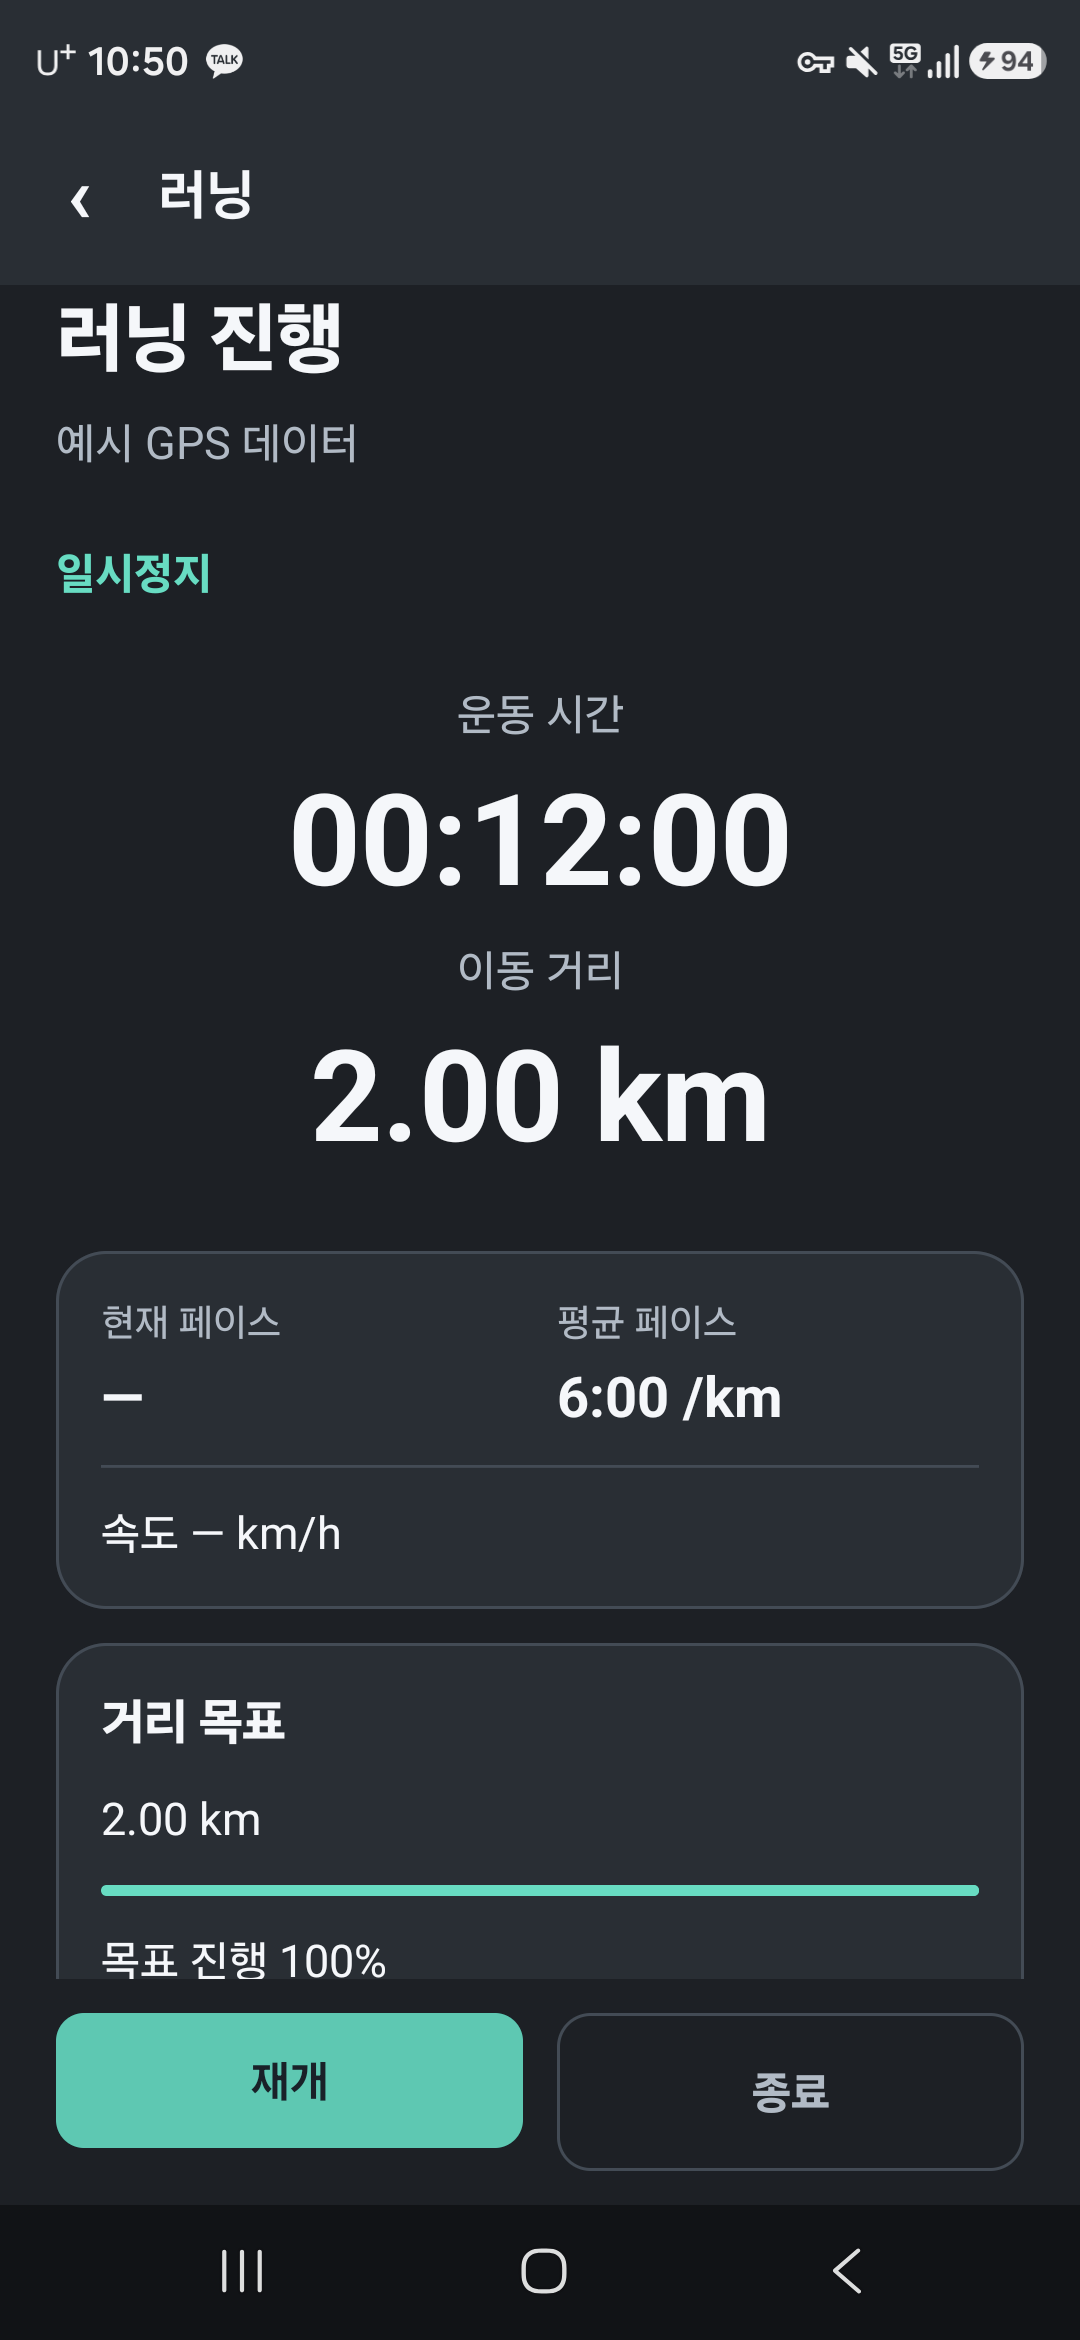 U+ 10:50 TALK 5G 94
러닝
러닝 진행
예시 GPS 데이터
일시정지
운동 시간
00:12:00
이동 거리
2.00 km
현재 페이스 평균 페이스
— 6:00 /km
속도 — km/h
거리 목표
2.00 km
목표 진행 100%
재개 종료